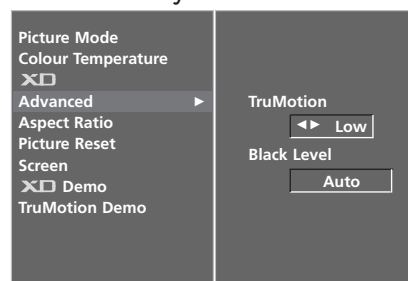 Picture Mode
Colour Temperature
XD
Advanced ►
Aspect Ratio
Picture Reset
Screen
XD Demo
TruMotion Demo
TruMotion
◄► Low
Black Level
Auto